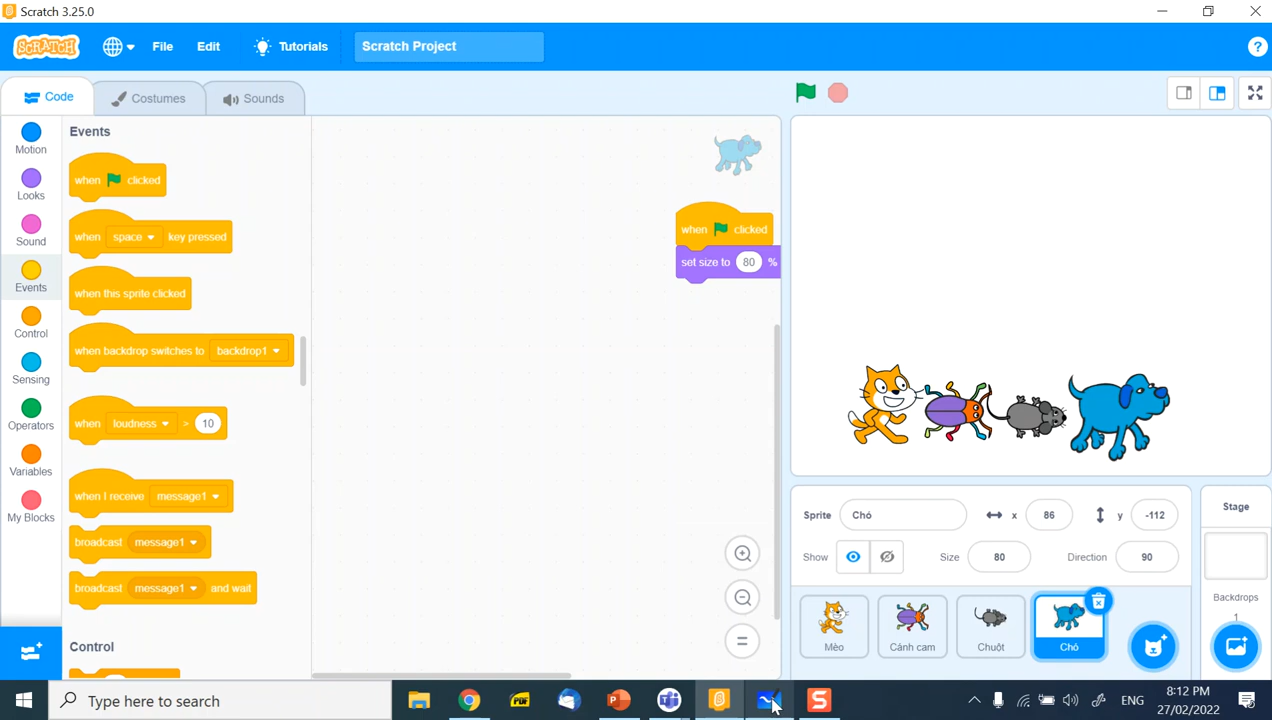 Scratch 3.25.0
SCRATCH File Edit Tutorials Scratch Project ?
Code Costumes Sounds
Motion
Looks
Sound
Events
Control
Sensing
Operators
Variables
My Blocks
Events
when clicked
when space key pressed
when this sprite clicked
when backdrop switches to backdrop1
when loudness > 10
when I receive message1
broadcast message1
broadcast message1 and wait
Control
when clicked
set size to 80 %
Sprite Chó x 86 y -112
Show Size 80 Direction 90
Mèo Cánh cam Chuột Chó
Stage
Backdrops
1
Type here to search
PDF
P
T
S
ENG
8:12 PM
27/02/2022